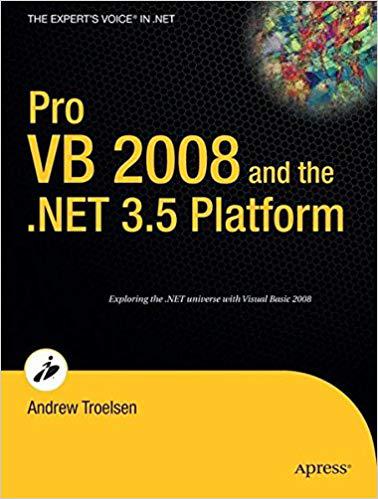 THE EXPERT'S VOICE® IN .NET
Pro
VB 2008 and the
.NET 3.5 Platform
Exploring the .NET universe with Visual Basic 2008
Andrew Troelsen
Apress®